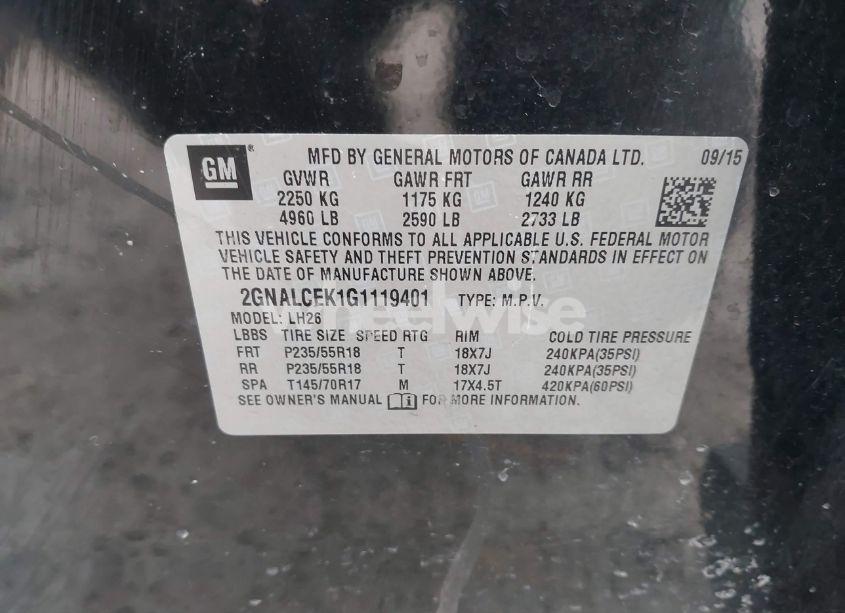 GM
MFD BY GENERAL MOTORS OF CANADA LTD. 09/15
GVWR GAWR FRT GAWR RR
2250 KG 1175 KG 1240 KG
4960 LB 2590 LB 2733 LB
THIS VEHICLE CONFORMS TO ALL APPLICABLE U.S. FEDERAL MOTOR
VEHICLE SAFETY AND THEFT PREVENTION STANDARDS IN EFFECT ON
THE DATE OF MANUFACTURE SHOWN ABOVE.
2GNALCEK1G1119401 TYPE: M.P.V.
MODEL: LH26
LBBS TIRE SIZE SPEED RTG RIM COLD TIRE PRESSURE
FRT P235/55R18 T 18X7J 240KPA(35PSI)
RR P235/55R18 T 18X7J 240KPA(35PSI)
SPA T145/70R17 M 17X4.5T 420KPA(60PSI)
SEE OWNER'S MANUAL FOR MORE INFORMATION.